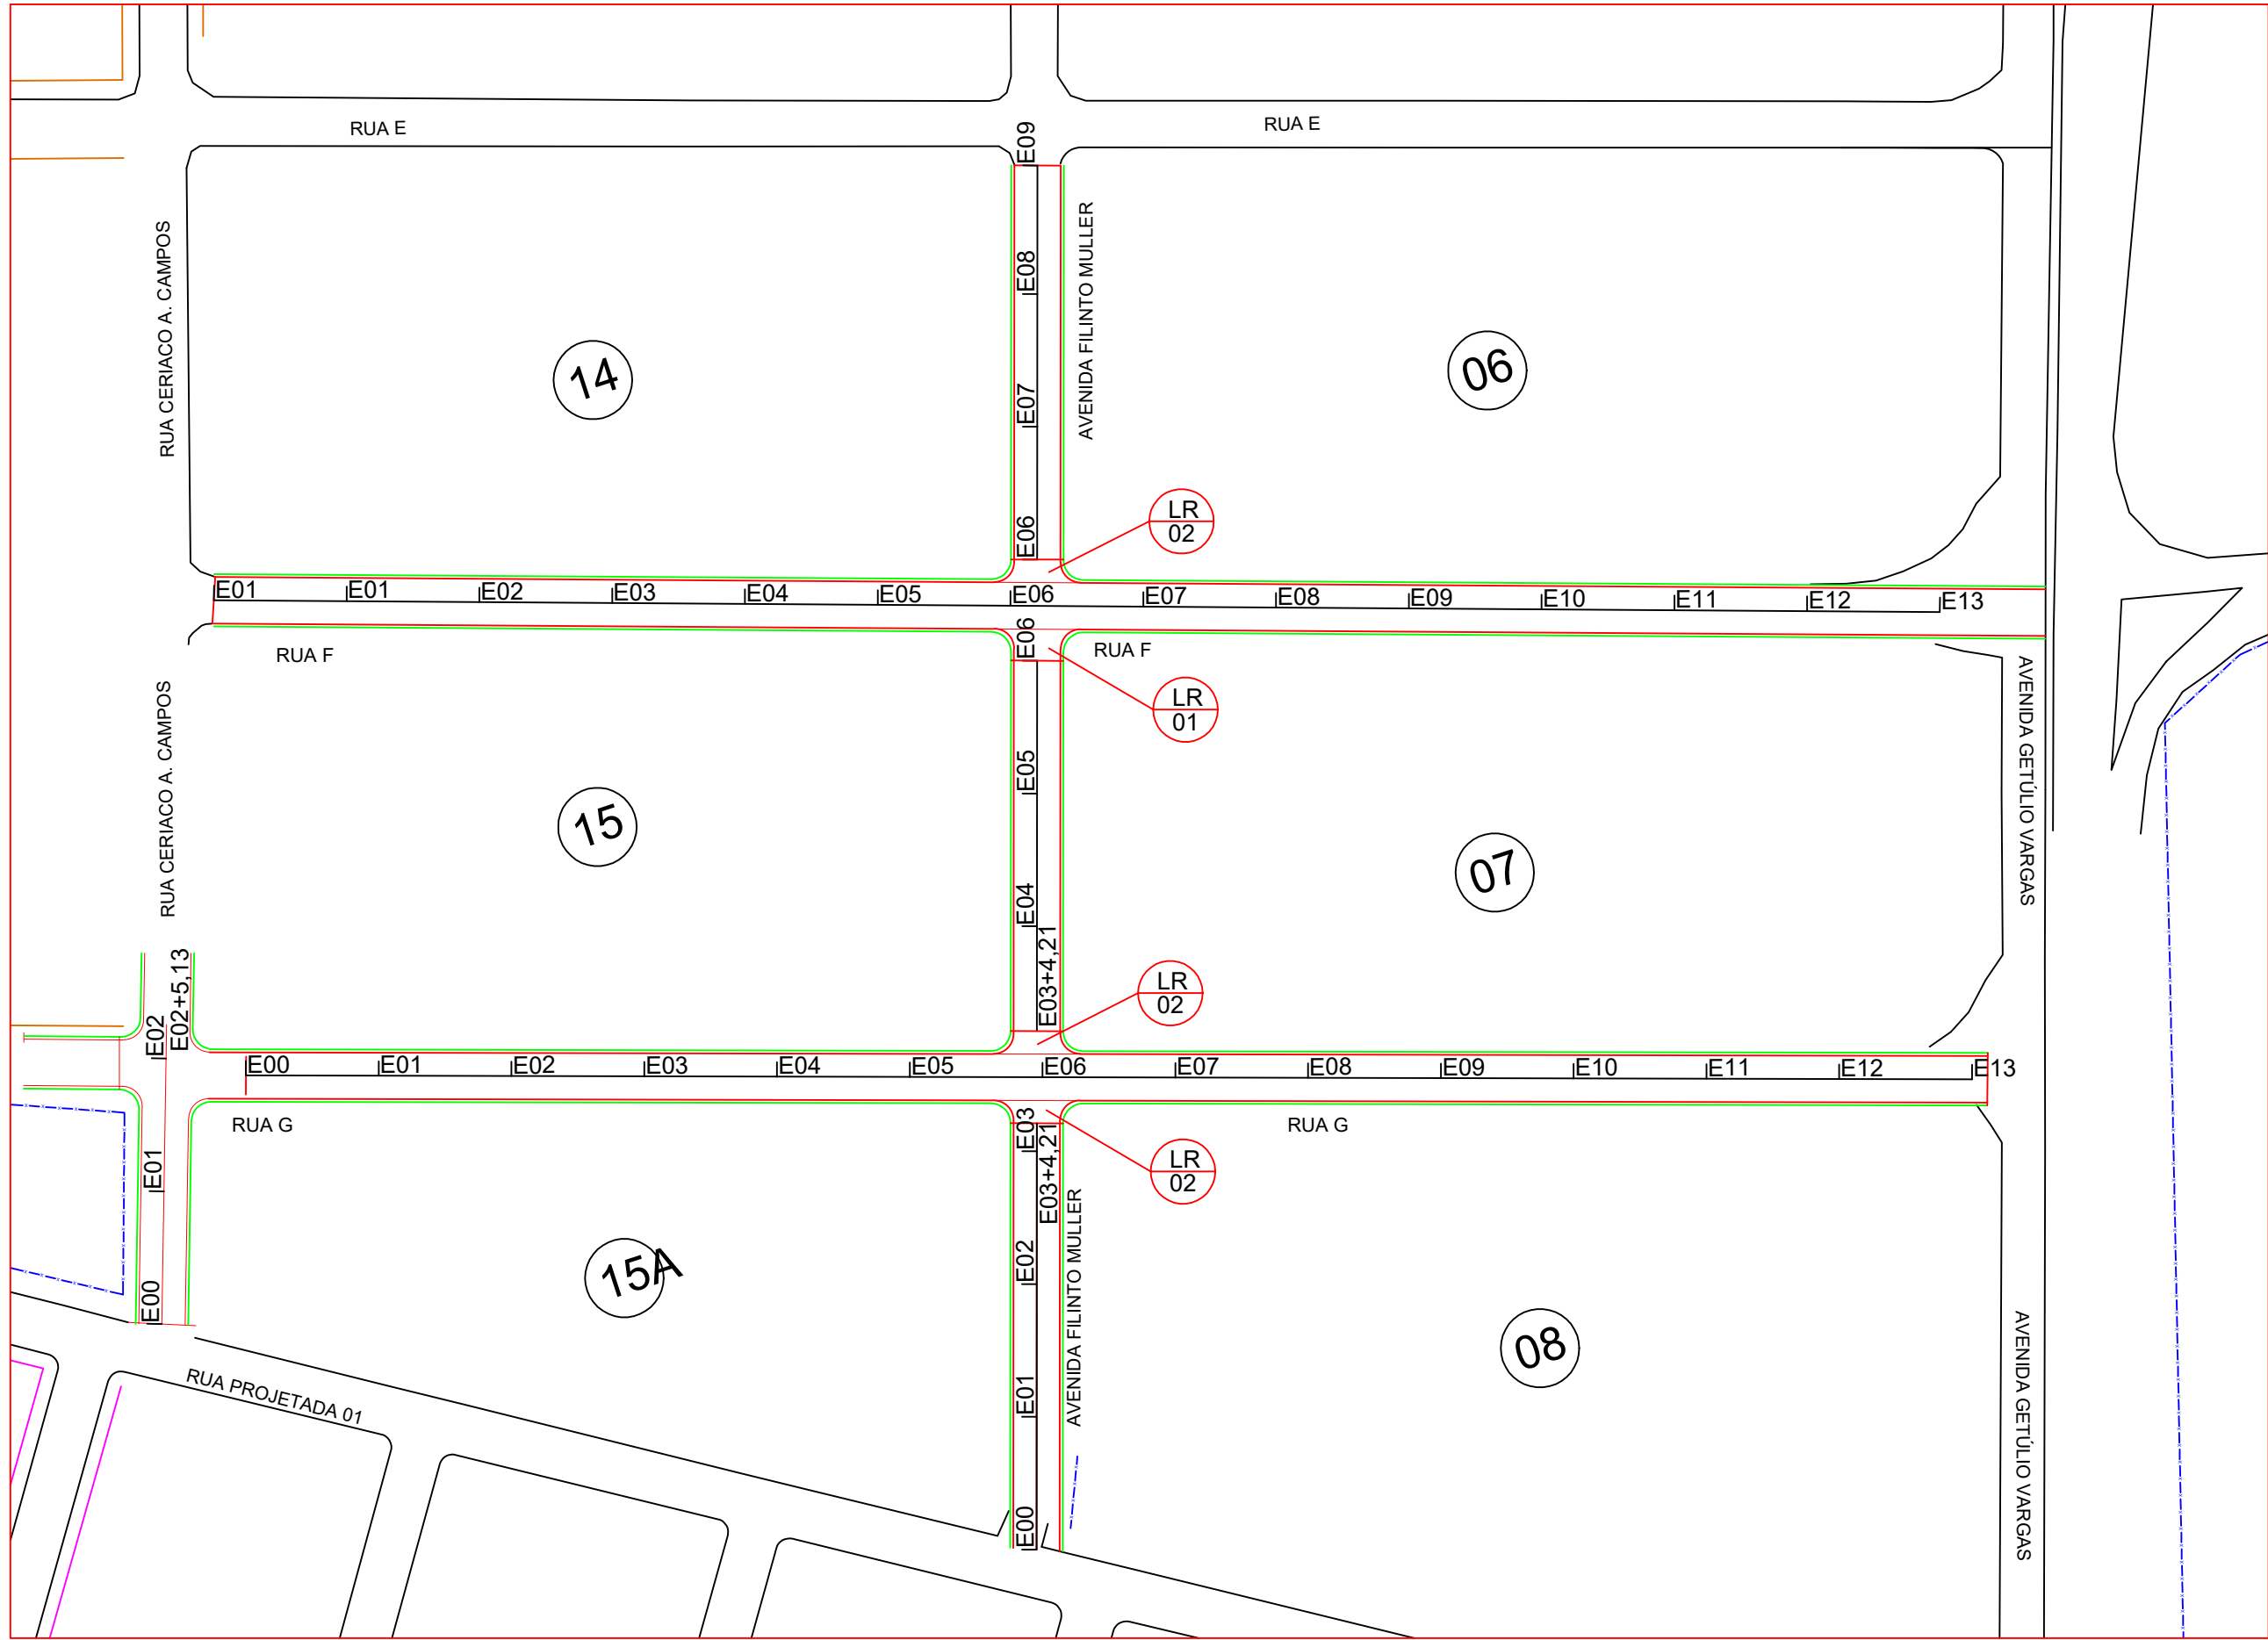 RUA E
RUA E
E09
RUA CERIACO A. CAMPOS
AVENIDA FILINTO MULLER
E08
14
06
E07
LR
02
E06
E01
E01
E02
E03
E04
E05
E06
E07
E08
E09
E10
E11
E12
E13
RUA F
E06
RUA F
LR
01
RUA CERIACO A. CAMPOS
AVENIDA GETÚLIO VARGAS
E05
15
07
E04
E03+4,21
LR
02
E02
E02+5,13
E00
E01
E02
E03
E04
E05
E06
E07
E08
E09
E10
E11
E12
E13
RUA G
RUA G
E03
E03+4,21
LR
02
E01
E02
AVENIDA FILINTO MULLER
15A
E00
08
AVENIDA GETÚLIO VARGAS
RUA PROJETADA 01
E01
E00